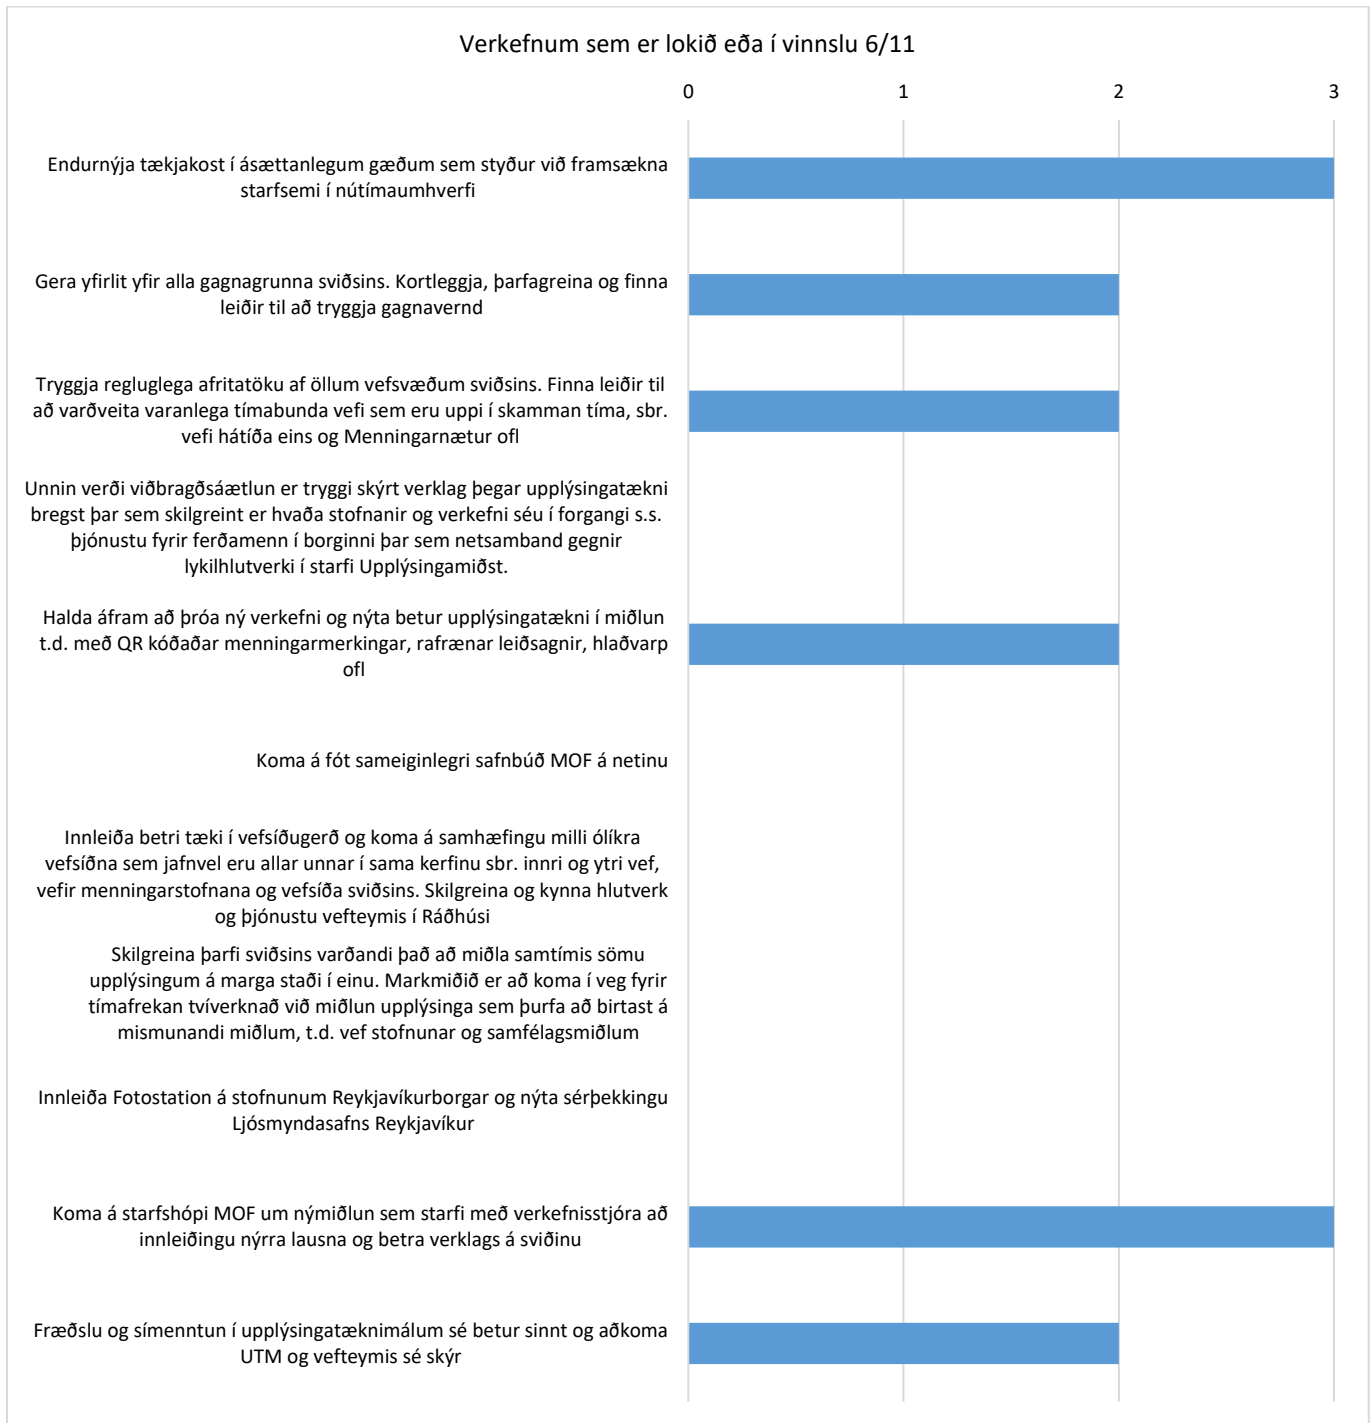 Verkefnum sem er lokið eða í vinnslu 6/11
0 1 2 3
Endurnýja tækjakost í ásættanlegum gæðum sem styður við framsækna
starfsemi í nútímaumhverfi
Gera yfirlit yfir alla gagnagrunna sviðsins. Kortleggja, þarfagreina og finna
leiðir til að tryggja gagnavernd
Tryggja regluglega afritatöku af öllum vefsvæðum sviðsins. Finna leiðir til
að varðveita varanlega tímabunda vefi sem eru uppi í skamman tíma, sbr.
vefi hátíða eins og Menningarnætur ofl
Unnin verði viðbragðsáætlun er tryggi skýrt verklag þegar upplýsingatækni
bregst þar sem skilgreint er hvaða stofnanir og verkefni séu í forgangi s.s.
þjónustu fyrir ferðamenn í borginni þar sem netsamband gegnir
lykilhlutverki í starfi Upplýsingamiðst.
Halda áfram að þróa ný verkefni og nýta betur upplýsingatækni í miðlun
t.d. með QR kóðaðar menningarmerkingar, rafrænar leiðsagnir, hlaðvarp
ofl
Koma á fót sameiginlegri safnbúð MOF á netinu
Innleiða betri tæki í vefsíðugerð og koma á samhæfingu milli ólíkra
vefsíðna sem jafnvel eru allar unnar í sama kerfinu sbr. innri og ytri vef,
vefir menningarstofnana og vefsíða sviðsins. Skilgreina og kynna hlutverk
og þjónustu vefteymis í Ráðhúsi
Skilgreina þarfi sviðsins varðandi það að miðla samtímis sömu
upplýsingum á marga staði í einu. Markmiðið er að koma í veg fyrir
tímafrekan tvíverknað við miðlun upplýsinga sem þurfa að birtast á
mismunandi miðlum, t.d. vef stofnunar og samfélagsmiðlum
Innleiða Fotostation á stofnunum Reykjavíkurborgar og nýta sérþekkingu
Ljósmyndasafns Reykjavíkur
Koma á starfshópi MOF um nýmiðlun sem starfi með verkefnisstjóra að
innleiðingu nýrra lausna og betra verklags á sviðinu
Fræðslu og símenntun í upplýsingatæknimálum sé betur sinnt og aðkoma
UTM og vefteymis sé skýr